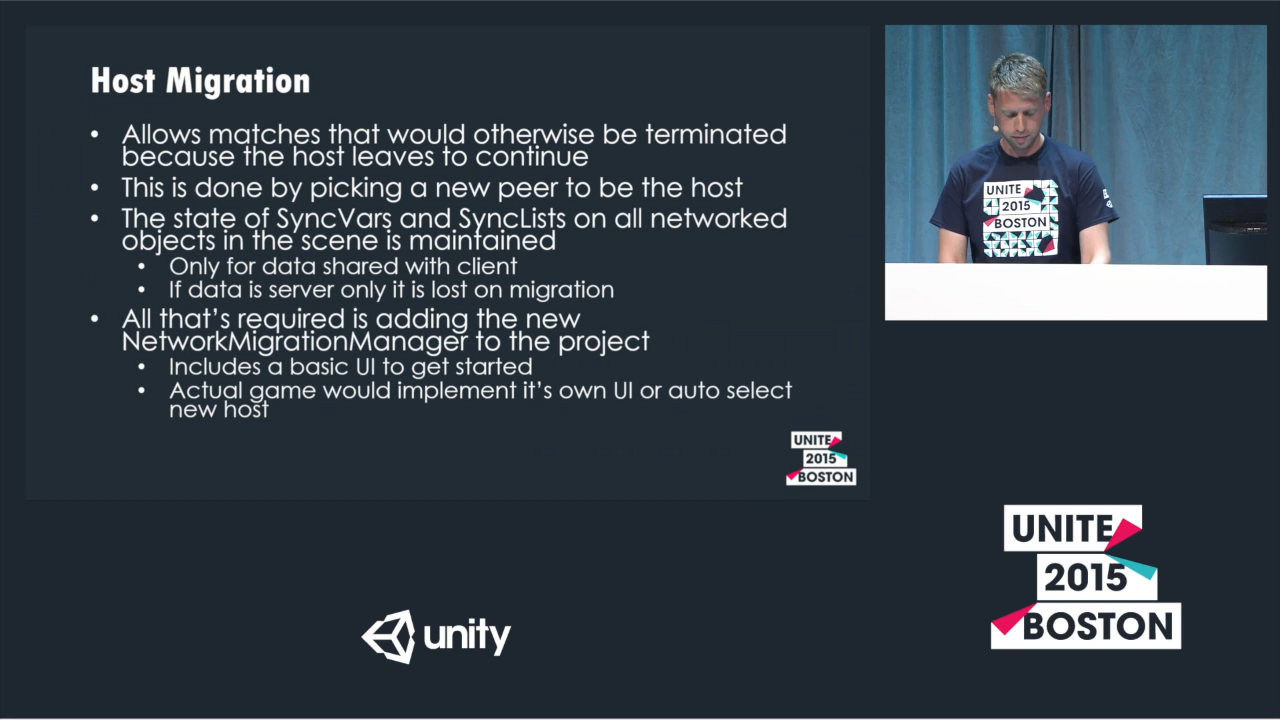 Host Migration
• Allows matches that would otherwise be terminated
because the host leaves to continue
• This is done by picking a new peer to be the host
• The state of SyncVars and SyncLists on all networked
objects in the scene is maintained
• Only for data shared with client
• If data is server only it is lost on migration
• All that's required is adding the new
NetworkMigrationManager to the project
• Includes a basic UI to get started
• Actual game would implement it's own UI or auto select
new host
UNITE
2015
BOSTON
UNITE
2015
BOSTON
UNITE
2015
BOSTON
unity